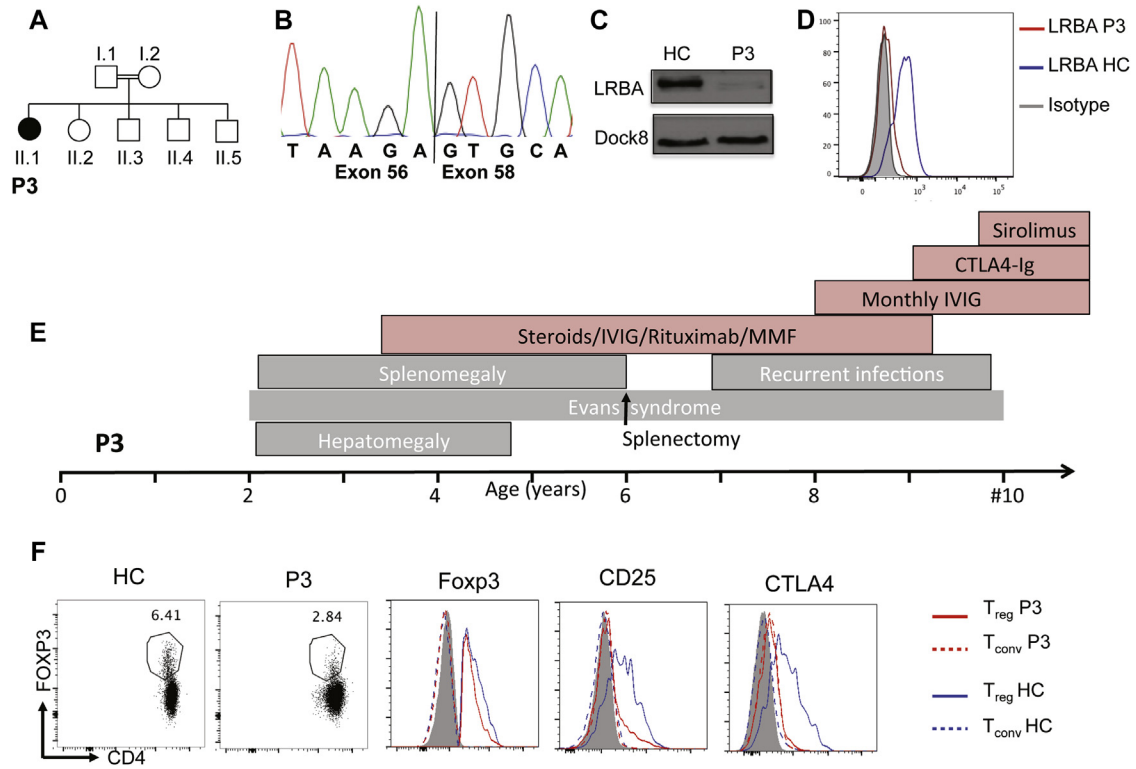 A
I.1 I.2
II.1 II.2 II.3 II.4 II.5
P3
B
T A A G A G T G C A
Exon 56 Exon 58
C
HC P3
LRBA
Dock8
D
100
80
60
40
20
0
0 10³ 10⁴ 10⁵
LRBA P3
LRBA HC
Isotype
E
Sirolimus
CTLA4-Ig
Monthly IVIG
Steroids/IVIG/Rituximab/MMF
Splenomegaly Recurrent infections
Evans syndrome
Hepatomegaly
Splenectomy
P3
0 2 4 6 8 #10
Age (years)
F
HC P3 Foxp3 CD25 CTLA4
6.41 2.84
FOXP3
CD4
Treg P3
Tconv P3
Treg HC
Tconv HC